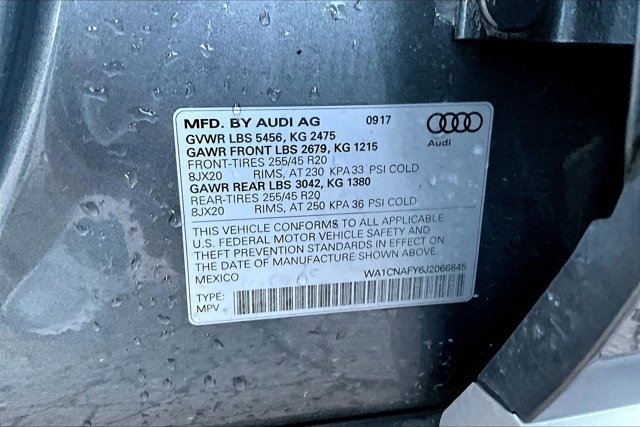 MFD. BY AUDI AG 0917
Audi
GVWR LBS 5456, KG 2475
GAWR FRONT LBS 2679, KG 1215
FRONT-TIRES 255/45 R20
8JX20 RIMS, AT 230 KPA 33 PSI COLD
GAWR REAR LBS 3042, KG 1380
REAR-TIRES 255/45 R20
8JX20 RIMS, AT 250 KPA 36 PSI COLD
THIS VEHICLE CONFORMS TO ALL APPLICABLE
U.S. FEDERAL MOTOR VEHICLE SAFETY AND
THEFT PREVENTION STANDARDS IN EFFECT ON
THE DATE OF MANUFACTURE SHOWN ABOVE.
MEXICO WA1CNAFY6J2066845
TYPE:
MPV